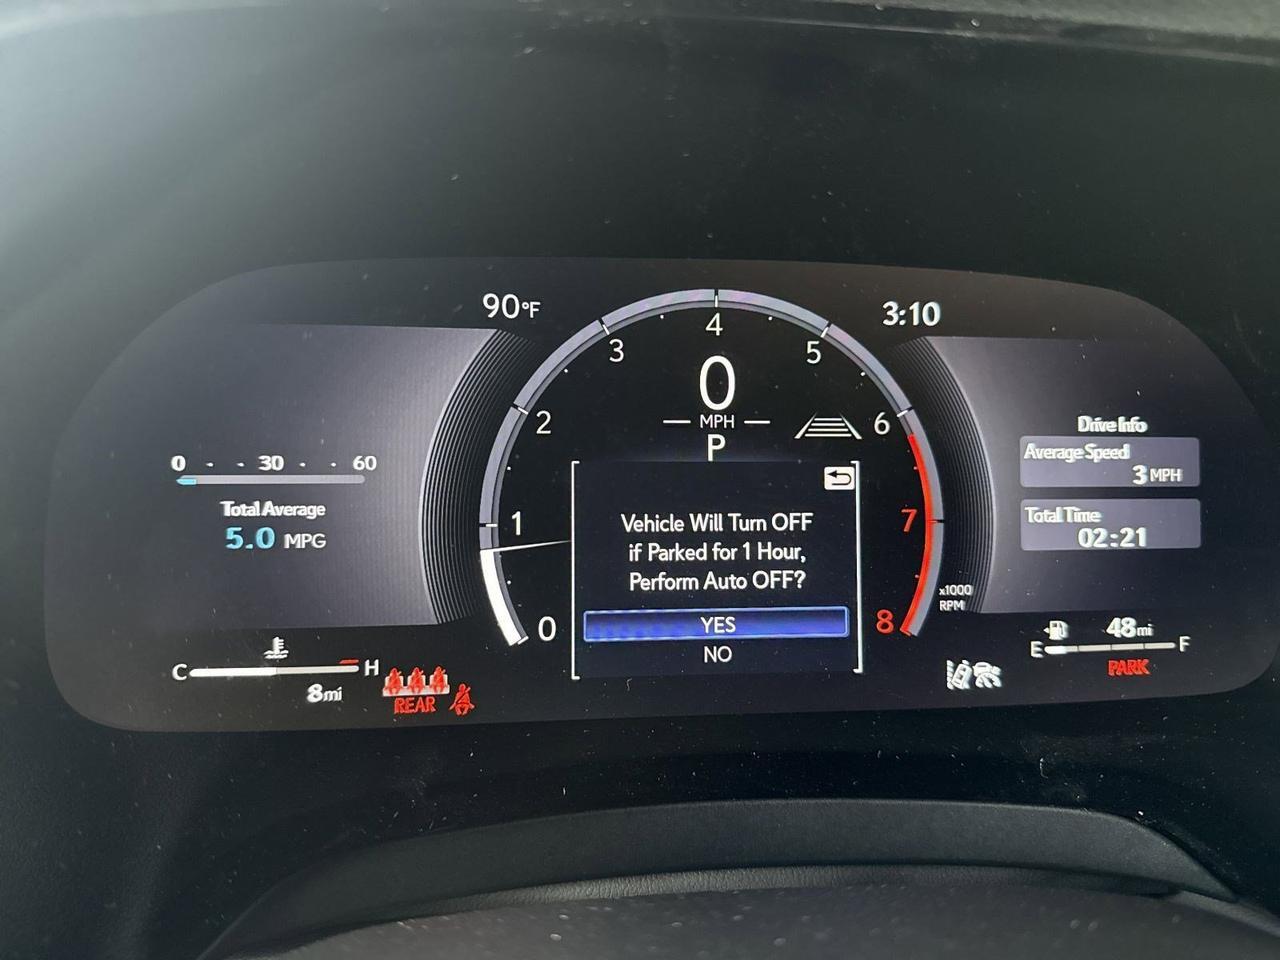 90°F
3:10
0
1
2
3
4
5
6
7
8
x1000
RPM
0
MPH
P
0 30 60
Total Average
5.0 MPG
Vehicle Will Turn OFF
if Parked for 1 Hour,
Perform Auto OFF?
YES
NO
Drive Info
Average Speed
3 MPH
Total Time
02:21
C H
8mi
REAR
48mi
E F
PARK